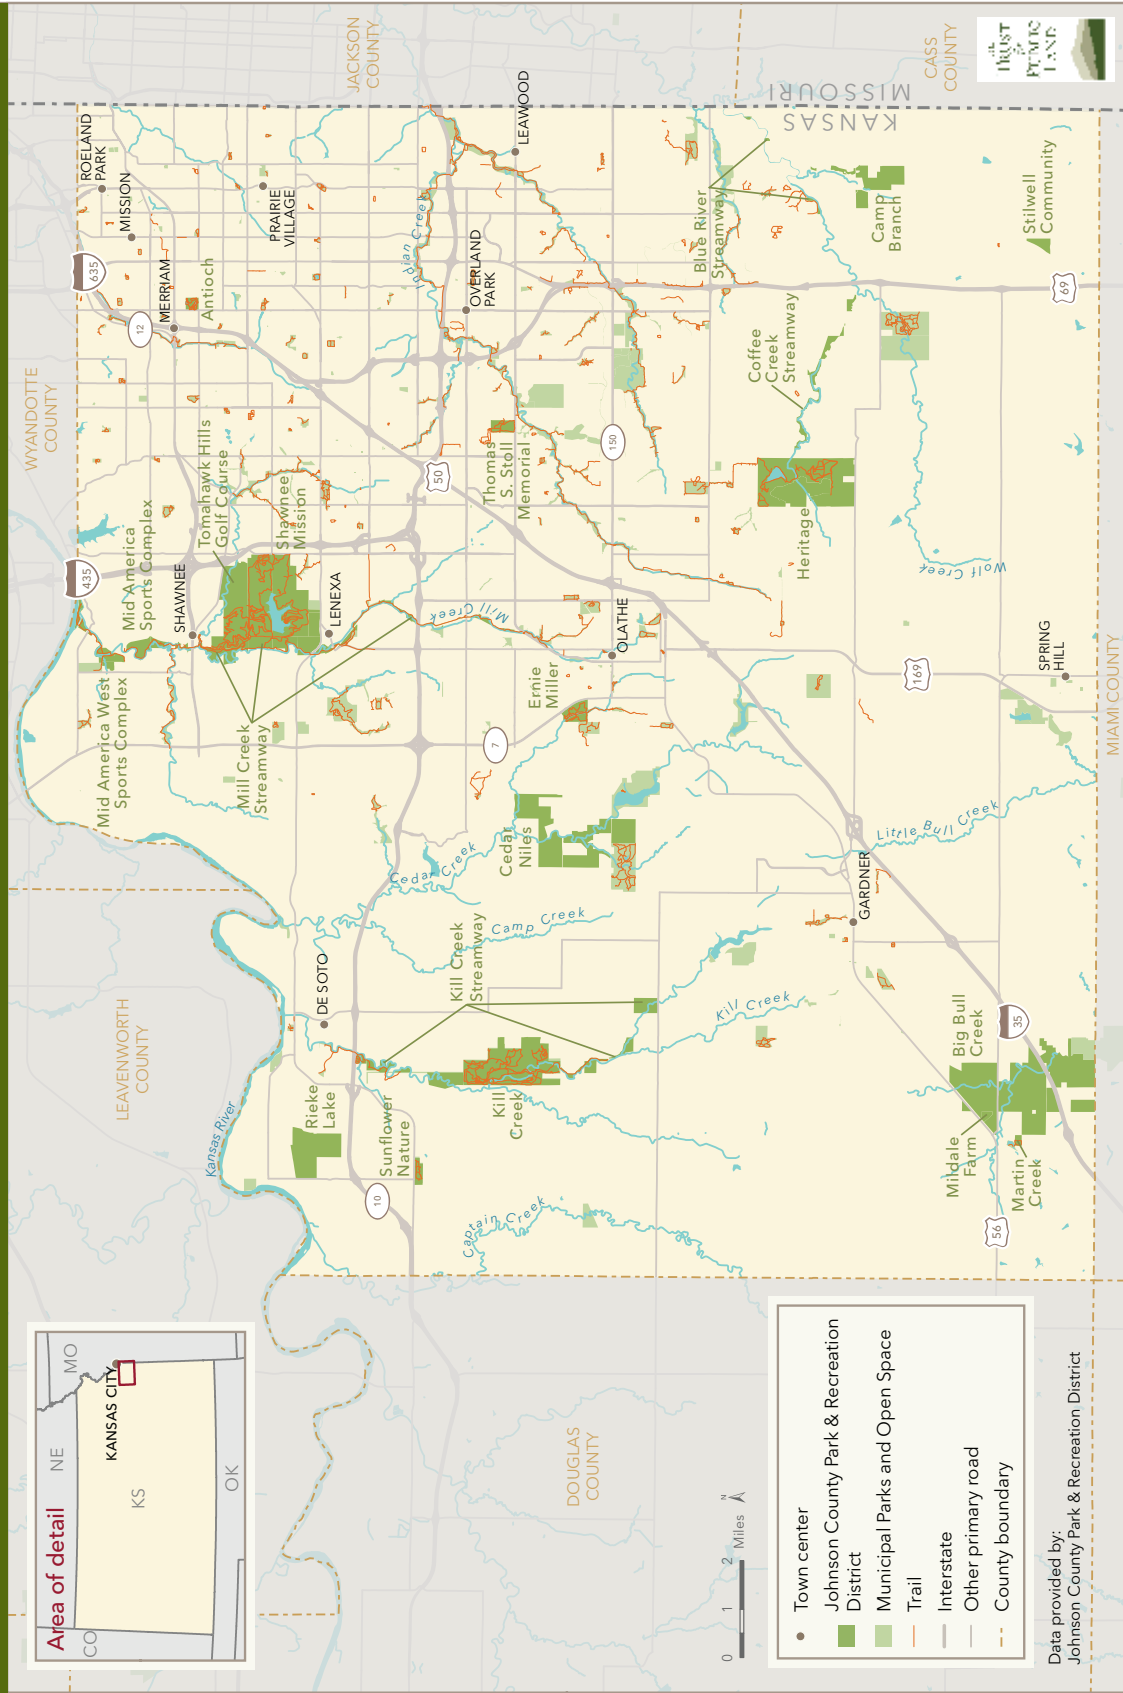 Area of detail
CO
NE
MO
KANSAS CITY
KS
OK
WYANDOTTE
COUNTY
LEAVENWORTH
COUNTY
DOUGLAS
COUNTY
JACKSON
COUNTY
CASS
COUNTY
MIAMI COUNTY
MISSOURI
KANSAS
THE
TRUST
FOR
PUBLIC
LAND
ROELAND
PARK
MISSION
PRAIRIE
VILLAGE
MERRIAM
Antioch
635
12
435
LEAWOOD
Indian Creek
OVERLAND
PARK
Tomahawk Hills
Golf Course
Shawnee
Mission
Mid America
Sports Complex
SHAWNEE
LENEXA
Mid America West
Sports Complex
Mill Creek
Streamway
Mill Creek
Thomas
S. Stoll
Memorial
50
150
69
Blue River
Streamway
Camp
Branch
Stilwell
Community
Coffee
Creek
Streamway
Heritage
Wolf Creek
OLATHE
Ernie
Miller
7
169
SPRING
HILL
Cedar
Niles
Cedar Creek
Camp Creek
Little Bull Creek
GARDNER
Kansas River
DE SOTO
Kill Creek
Streamway
Kill Creek
Rieke
Lake
Sunflower
Nature
Kill
Creek
10
Captain Creek
Big Bull
Creek
35
Mildale
Farm
Martin
Creek
56
0 1 2
Miles
N
Town center
Johnson County Park & Recreation
District
Municipal Parks and Open Space
Trail
Interstate
Other primary road
County boundary
Data provided by:
Johnson County Park & Recreation District